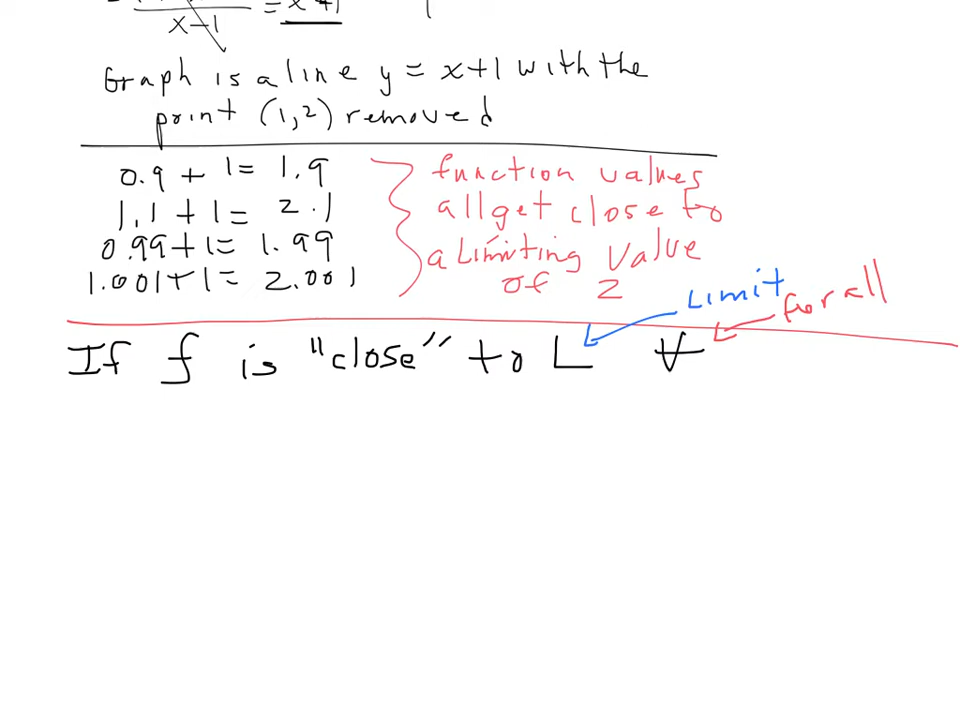 x-1 = x+1
Graph is a line y = x+1 with the
print (1,2) removed
0.9 + 1 = 1.9
1.1 + 1 = 2.1
0.99 + 1 = 1.99
1.001 + 1 = 2.001
function values
all get close to
a Limiting value
of 2
Limit
for all
If f is "close" to L ∀